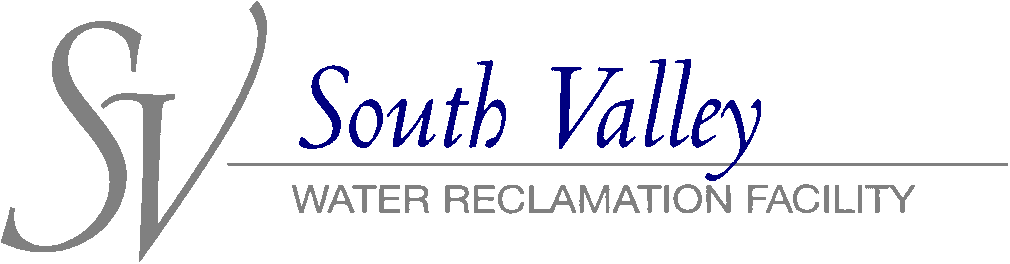 SV
South Valley
WATER RECLAMATION FACILITY